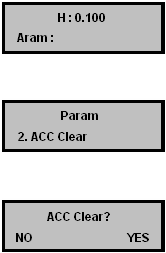 H : 0.100
Aram :
Param
2. ACC Clear
ACC Clear?
NO YES